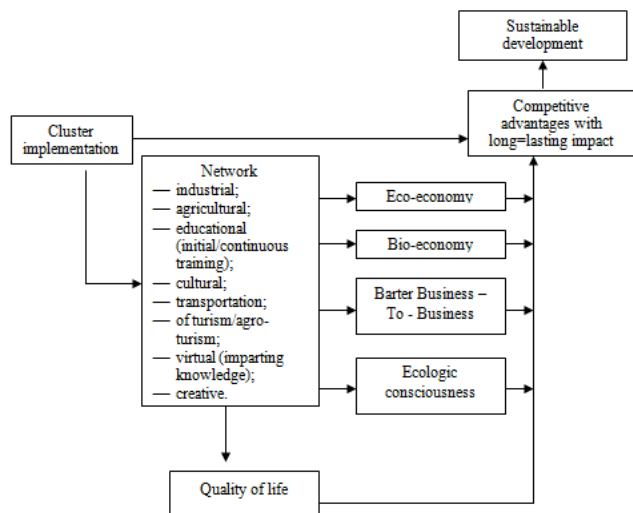 Sustainable
development
Competitive
advantages with
long=lasting impact
Cluster
implementation
Network
— industrial;
— agricultural;
— educational
(initial/continuous
training);
— cultural;
— transportation;
— of turism/agro-
turism;
— virtual (imparting
knowledge);
— creative.
Eco-economy
Bio-economy
Barter Business –
To - Business
Ecologic
consciousness
Quality of life